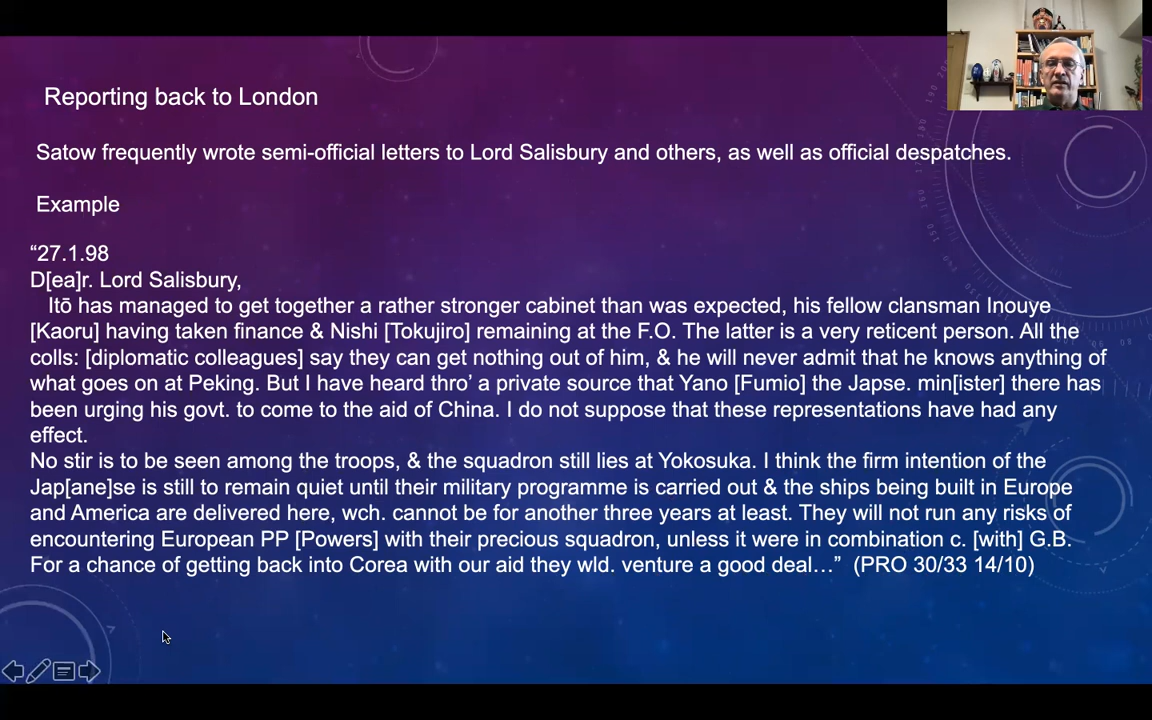 Reporting back to London
Satow frequently wrote semi-official letters to Lord Salisbury and others, as well as official despatches.
Example
“27.1.98
D[ea]r. Lord Salisbury,
Itō has managed to get together a rather stronger cabinet than was expected, his fellow clansman Inouye
[Kaoru] having taken finance & Nishi [Tokujiro] remaining at the F.O. The latter is a very reticent person. All the
colls: [diplomatic colleagues] say they can get nothing out of him, & he will never admit that he knows anything of
what goes on at Peking. But I have heard thro’ a private source that Yano [Fumio] the Japse. min[ister] there has
been urging his govt. to come to the aid of China. I do not suppose that these representations have had any
effect.
No stir is to be seen among the troops, & the squadron still lies at Yokosuka. I think the firm intention of the
Jap[ane]se is still to remain quiet until their military programme is carried out & the ships being built in Europe
and America are delivered here, wch. cannot be for another three years at least. They will not run any risks of
encountering European PP [Powers] with their precious squadron, unless it were in combination c. [with] G.B.
For a chance of getting back into Corea with our aid they wld. venture a good deal…” (PRO 30/33 14/10)